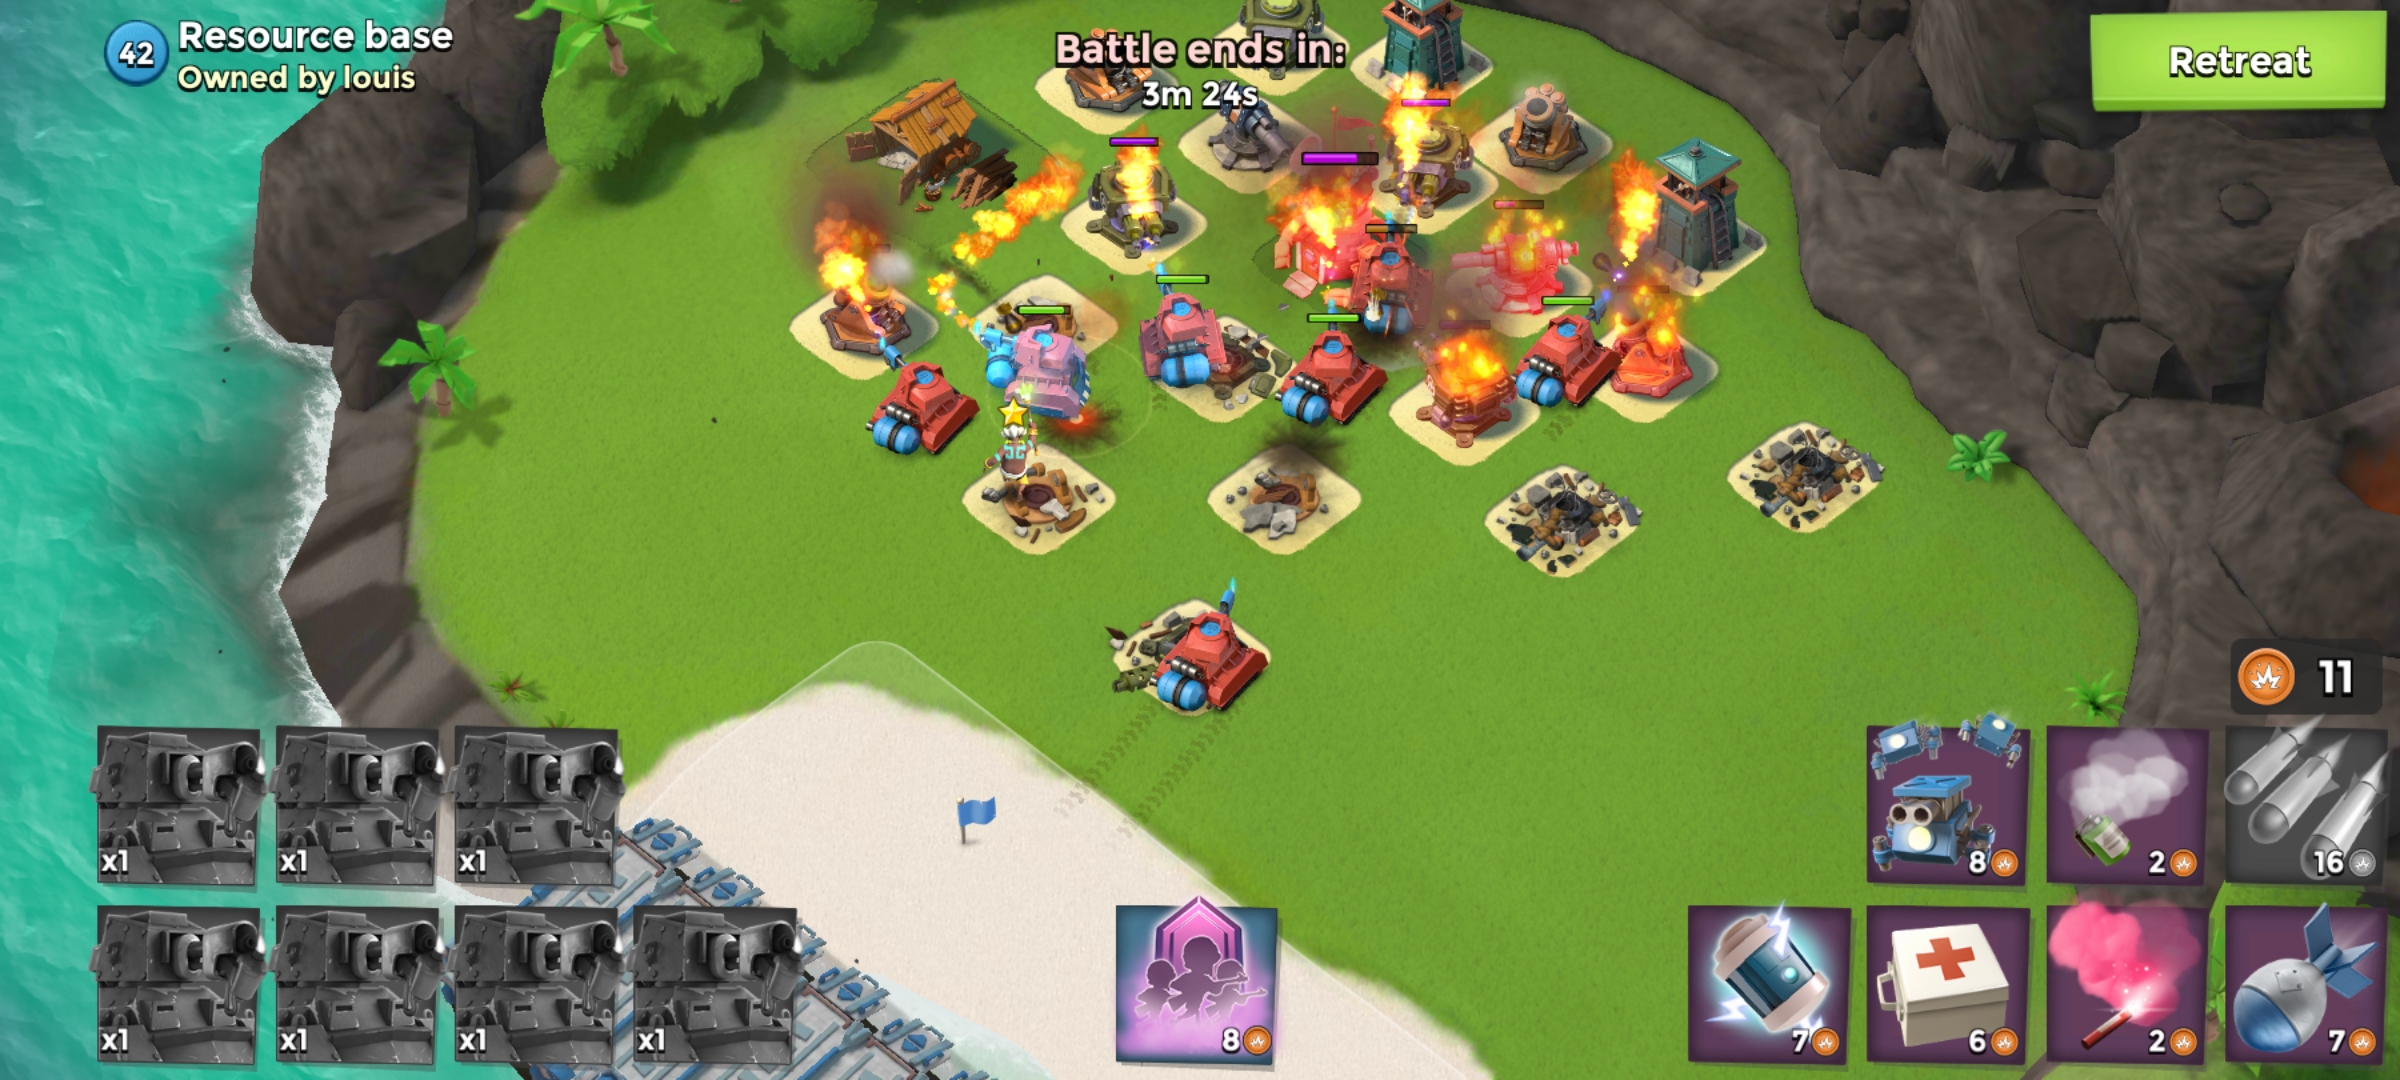 42
Resource base
Owned by louis
Battle ends in:
3m 24s
Retreat
11
x1
x1
x1
8
2
16
x1
x1
x1
x1
8
7
6
2
7